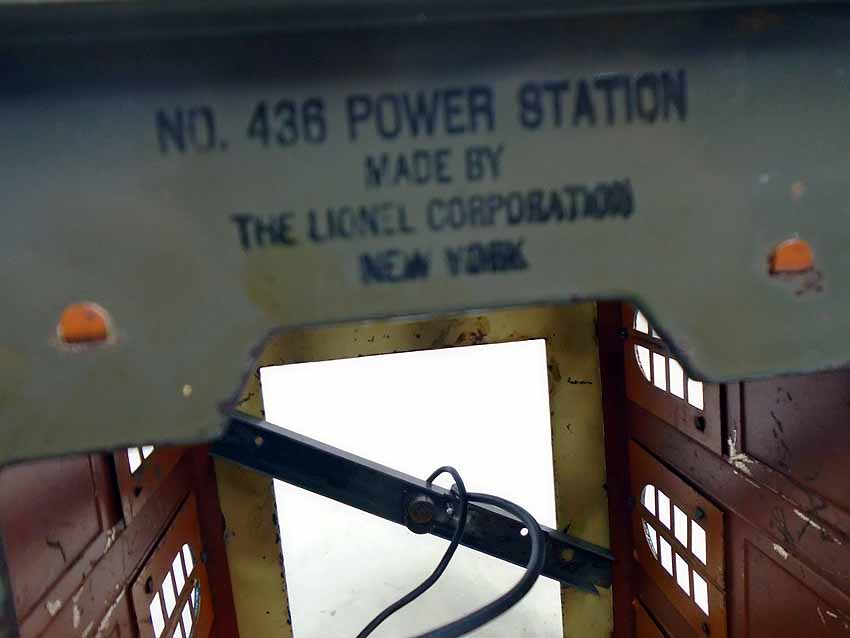 NO. 436 POWER STATION
MADE BY
THE LIONEL CORPORATION
NEW YORK